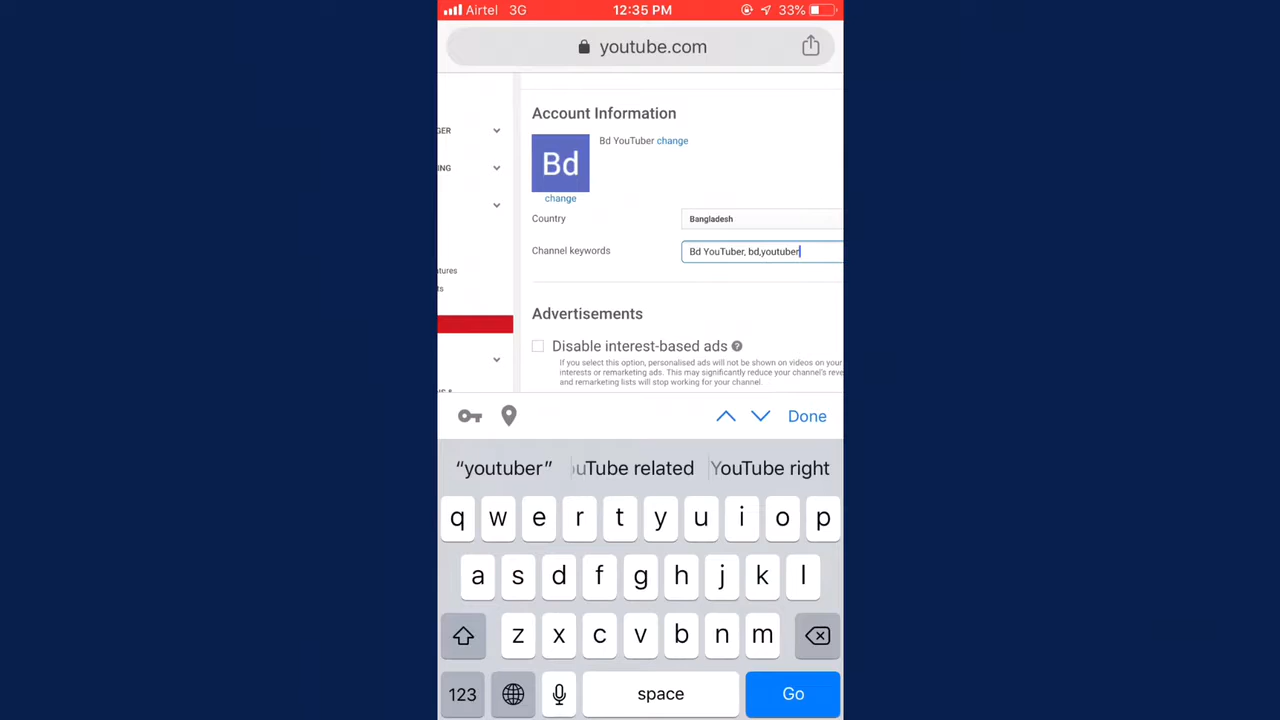 Airtel 3G 12:35 PM 33%
youtube.com
Account Information
GER
Bd
Bd YouTuber change
ING
change
Country Bangladesh
Channel keywords Bd YouTuber, bd,youtuber
tures
ts
Advertisements
Disable interest-based ads ?
If you select this option, personalised ads will not be shown on videos on your
interests or remarketing ads. This may significantly reduce your channel's reve
and remarketing lists will stop working for your channel.
Done
“youtuber” uTube related YouTube right
q w e r t y u i o p
a s d f g h j k l
z x c v b n m
123 space Go